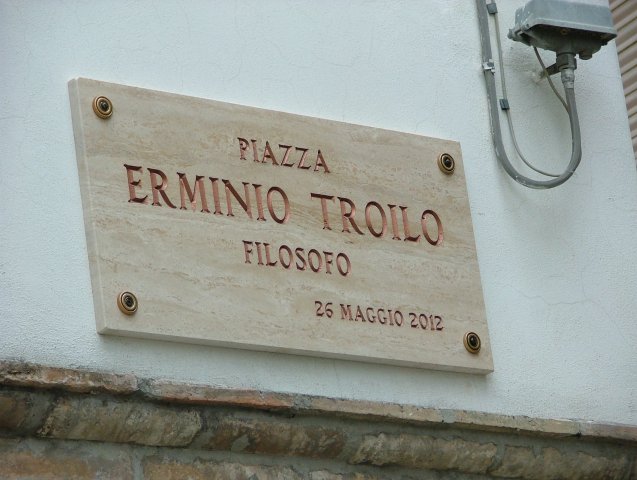 PIAZZA
ERMINIO TROILO
FILOSOFO
26 MAGGIO 2012